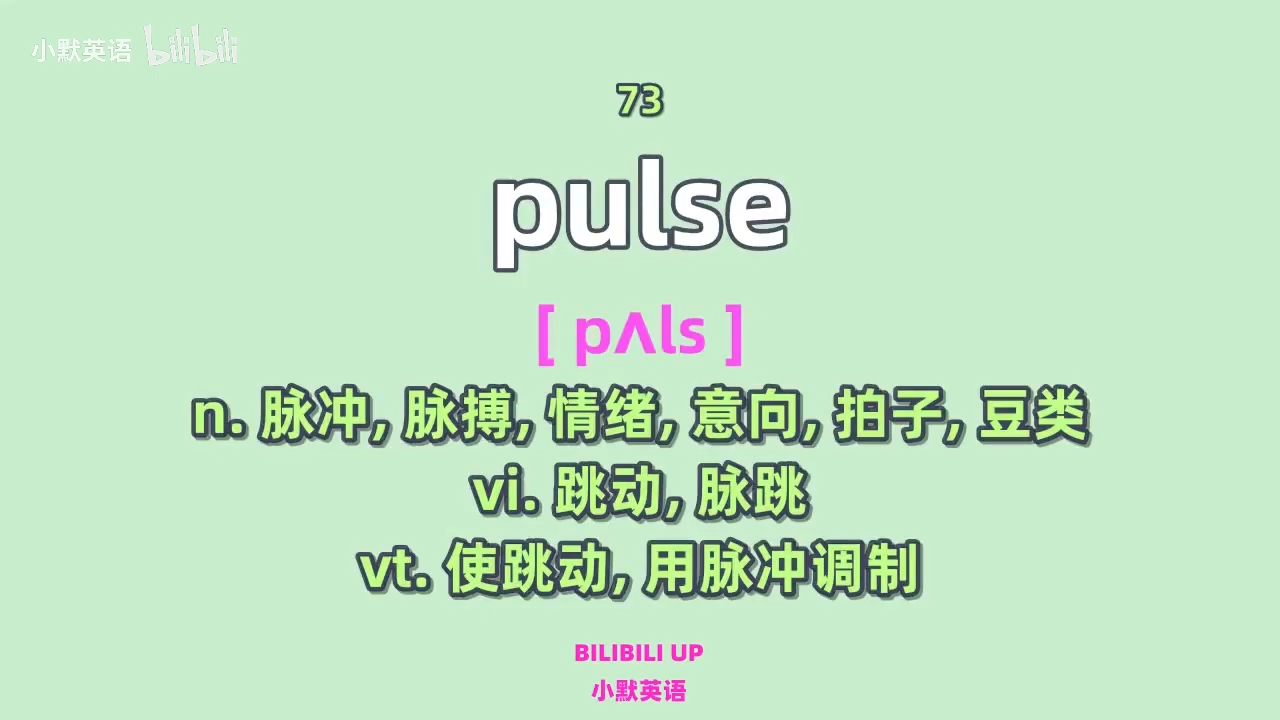 小默英语 bilibili
73
pulse
[ pʌls ]
n. 脉冲, 脉搏, 情绪, 意向, 拍子, 豆类
vi. 跳动, 脉跳
vt. 使跳动, 用脉冲调制
BILIBILI UP
小默英语